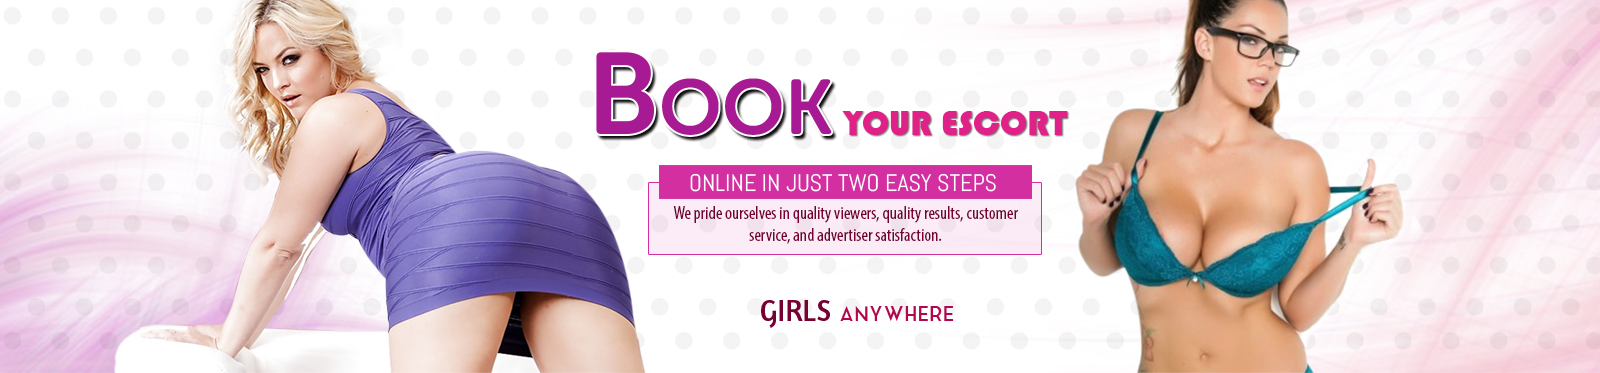 BOOK YOUR ESCORT
ONLINE IN JUST TWO EASY STEPS
We pride ourselves in quality viewers, quality results, customer
service, and advertiser satisfaction.
GIRLS ANYWHERE